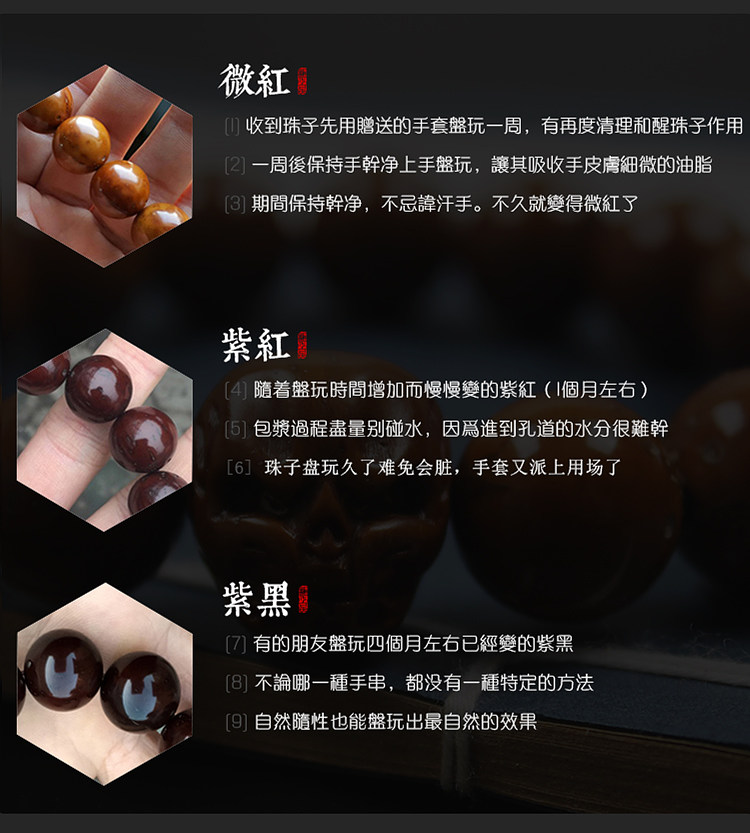 微紅
[1] 收到珠子先用贈送的手套盤玩一周，有再度清理和醒珠子作用
[2] 一周後保持手幹净上手盤玩，讓其吸收手皮膚細微的油脂
[3] 期間保持幹净，不忌諱汗手。不久就變得微紅了
紫紅
[4] 隨着盤玩時間增加而慢慢變的紫紅（1個月左右）
[5] 包漿過程盡量别碰水，因爲進到孔道的水分很難幹
[6] 珠子盘玩久了难免会脏，手套又派上用场了
紫黑
[7] 有的朋友盤玩四個月左右已經變的紫黑
[8] 不論哪一種手串，都没有一種特定的方法
[9] 自然隨性也能盤玩出最自然的效果